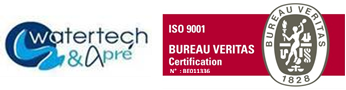 watertech
& Apré
ISO 9001
BUREAU VERITAS
Certification
N° : BE011336
BUREAU VERITAS
1828